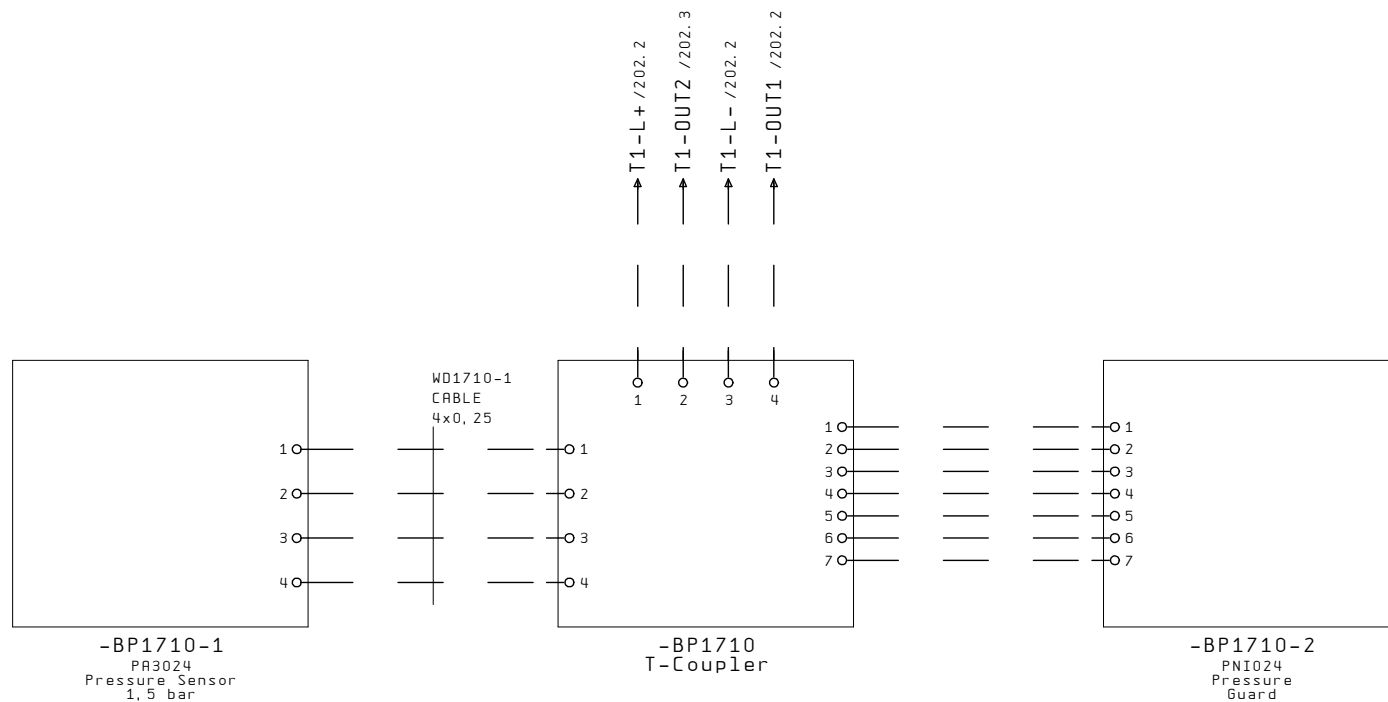 T1-L+ /202.2
T1-OUT2 /202.3
T1-L- /202.2
T1-OUT1 /202.2
1
2
3
4
WD1710-1
CABLE
4x0,25
1
2
3
4
1
2
3
4
1
2
3
4
5
6
7
1
2
3
4
5
6
7
-BP1710-1
PA3024
Pressure Sensor
1,5 bar
-BP1710
T-Coupler
-BP1710-2
PNI024
Pressure
Guard